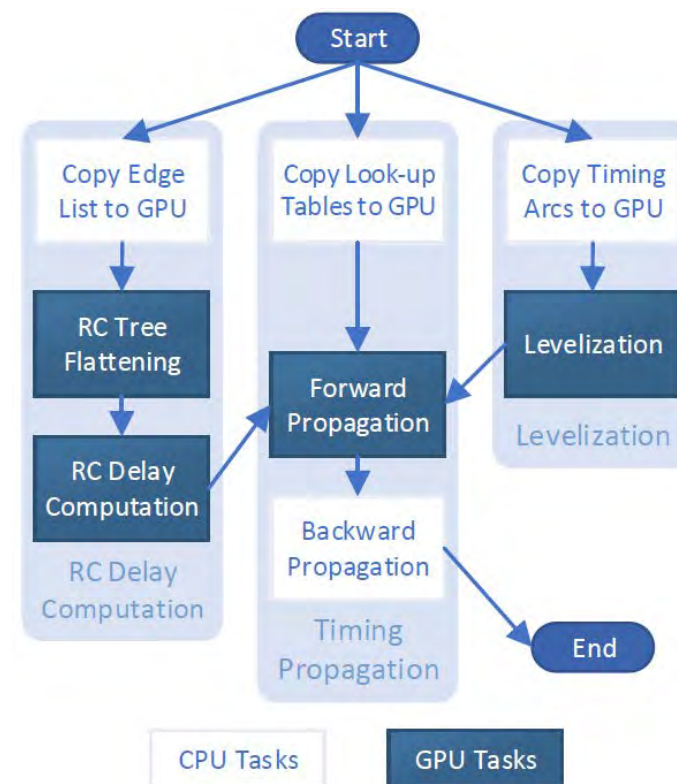 Start
Copy Edge
List to GPU
RC Tree
Flattening
RC Delay
Computation
RC Delay
Computation
Copy Look-up
Tables to GPU
Forward
Propagation
Backward
Propagation
Timing
Propagation
Copy Timing
Arcs to GPU
Levelization
Levelization
End
CPU Tasks
GPU Tasks